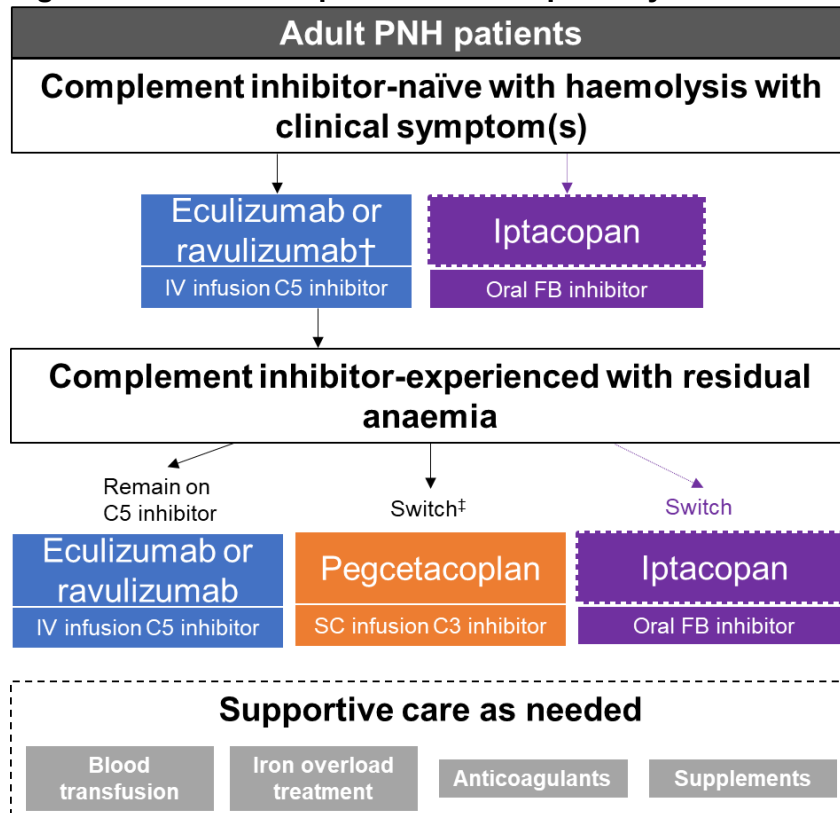 Adult PNH patients
Complement inhibitor-naïve with haemolysis with
clinical symptom(s)
Eculizumab or
ravulizumab†
IV infusion C5 inhibitor
Iptacopan
Oral FB inhibitor
Complement inhibitor-experienced with residual
anaemia
Remain on
C5 inhibitor
Switch‡
Switch
Eculizumab or
ravulizumab
IV infusion C5 inhibitor
Pegcetacoplan
SC infusion C3 inhibitor
Iptacopan
Oral FB inhibitor
Supportive care as needed
Blood
transfusion
Iron overload
treatment
Anticoagulants
Supplements